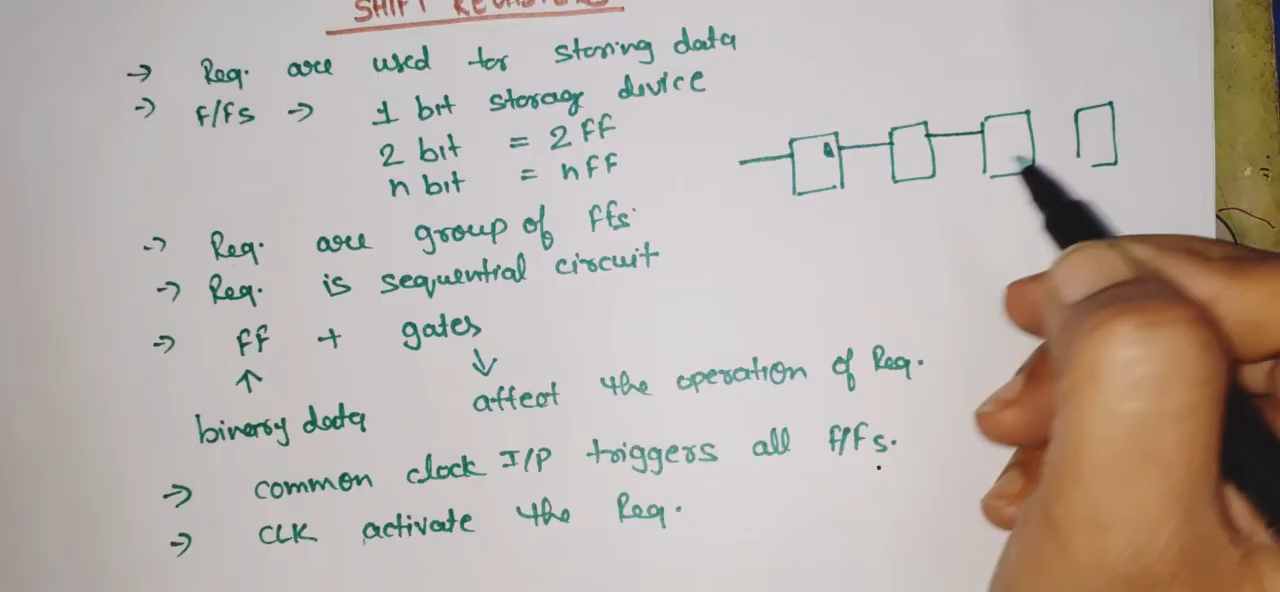 SHIFT REGISTERS
→ Reg. are used for storing data
→ F/Fs → 1 bit storage device
2 bit = 2 FF
n bit = n FF
→ Reg. are group of FFs.
→ Reg. is sequential circuit
→ FF + gates
↑ ↓
binary data affect the operation of Reg.
→ common clock I/P triggers all F/Fs.
→ CLK activate the Reg.